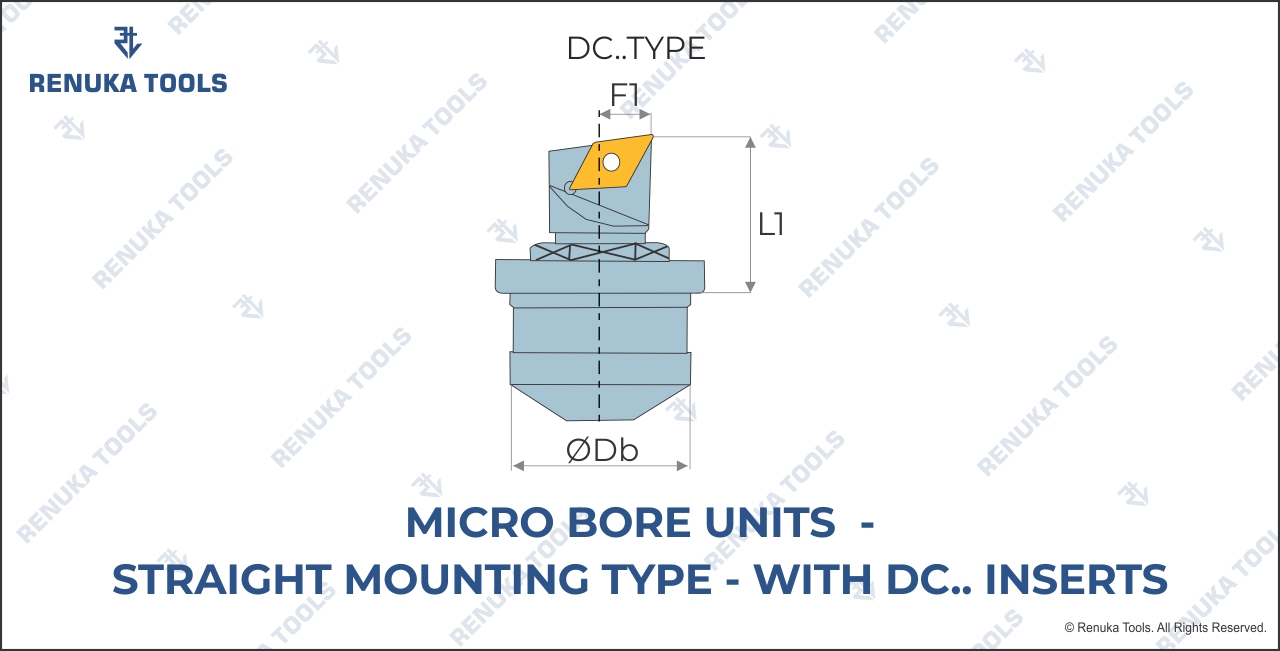 RENUKA TOOLS
DC..TYPE
F1
L1
ØDb
MICRO BORE UNITS -
STRAIGHT MOUNTING TYPE - WITH DC.. INSERTS
© Renuka Tools. All Rights Reserved.